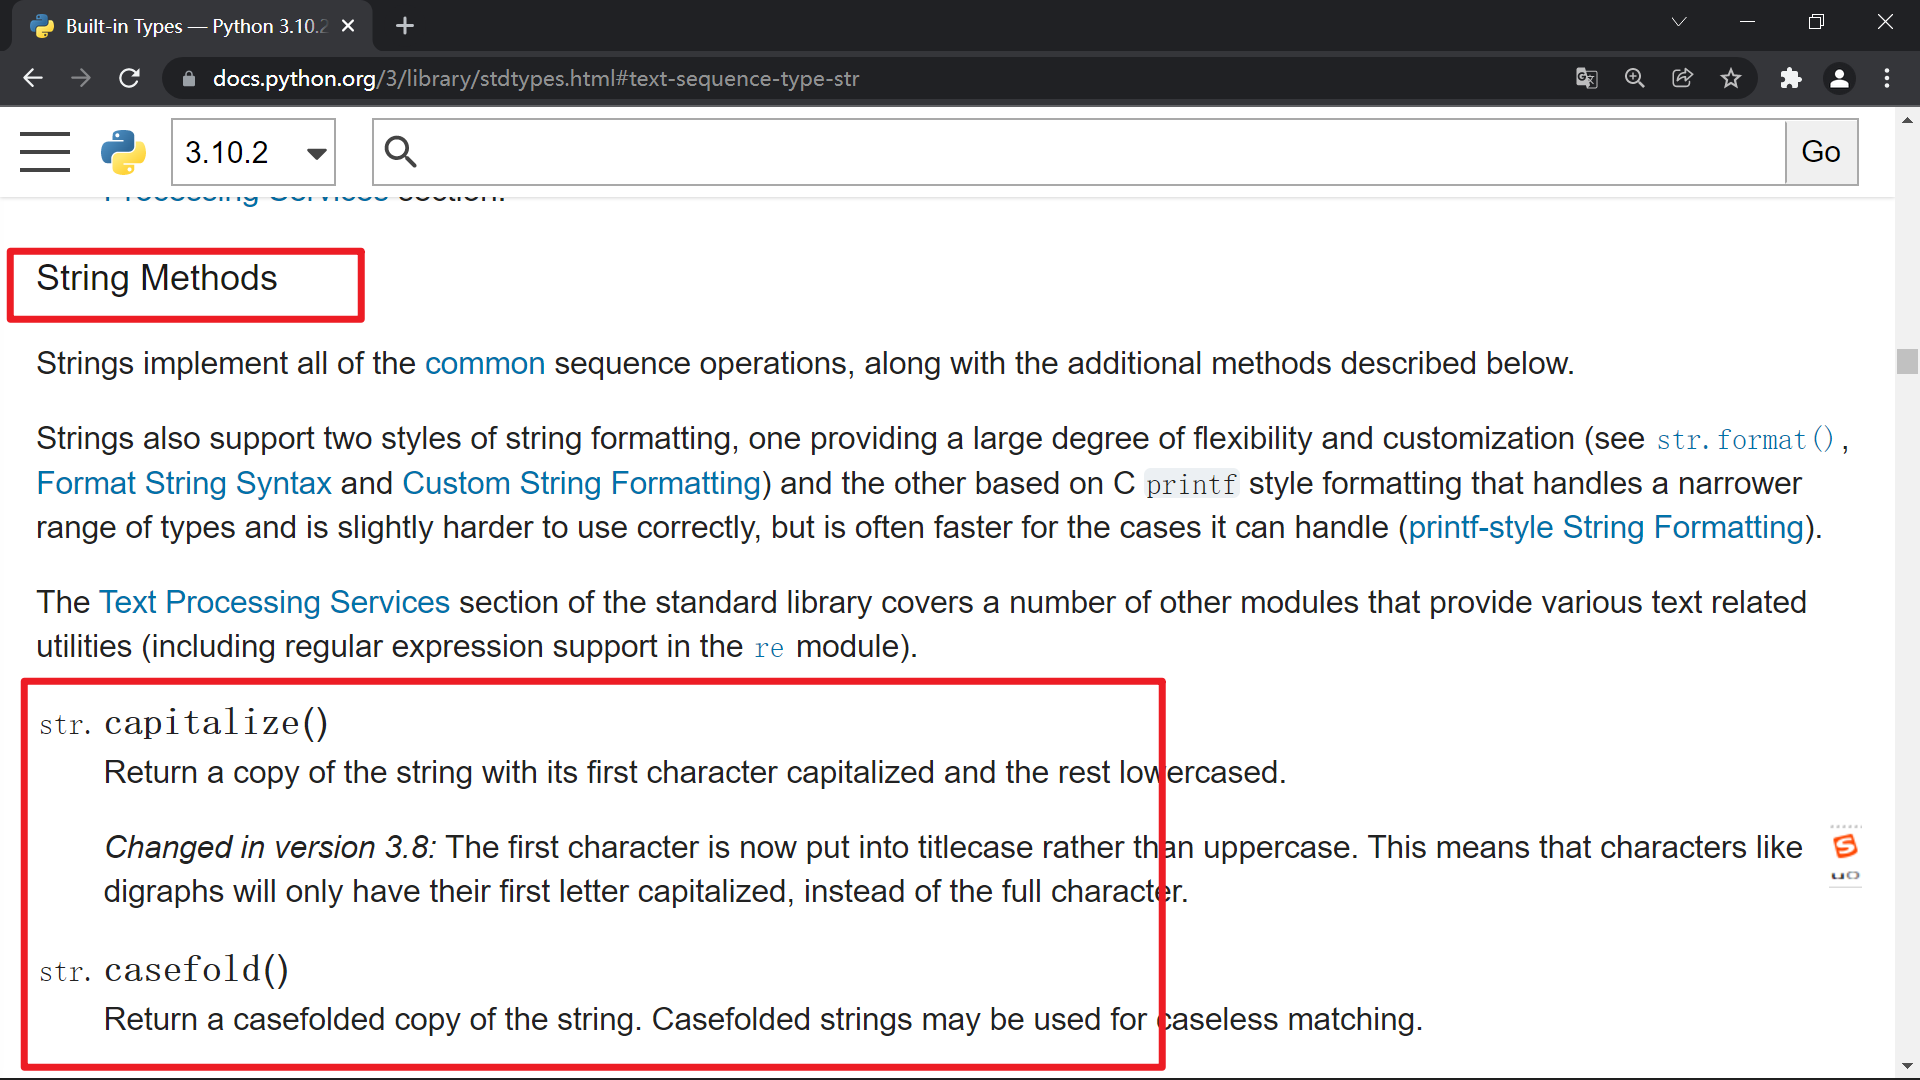 Built-in Types — Python 3.10.2
docs.python.org/3/library/stdtypes.html#text-sequence-type-str
3.10.2
Go
Processing Services section.
String Methods
Strings implement all of the common sequence operations, along with the additional methods described below.
Strings also support two styles of string formatting, one providing a large degree of flexibility and customization (see str.format(),
Format String Syntax and Custom String Formatting) and the other based on C printf style formatting that handles a narrower
range of types and is slightly harder to use correctly, but is often faster for the cases it can handle (printf-style String Formatting).
The Text Processing Services section of the standard library covers a number of other modules that provide various text related
utilities (including regular expression support in the re module).
str. capitalize()
Return a copy of the string with its first character capitalized and the rest lowercased.
Changed in version 3.8: The first character is now put into titlecase rather than uppercase. This means that characters like
digraphs will only have their first letter capitalized, instead of the full character.
str. casefold()
Return a casefolded copy of the string. Casefolded strings may be used for caseless matching.